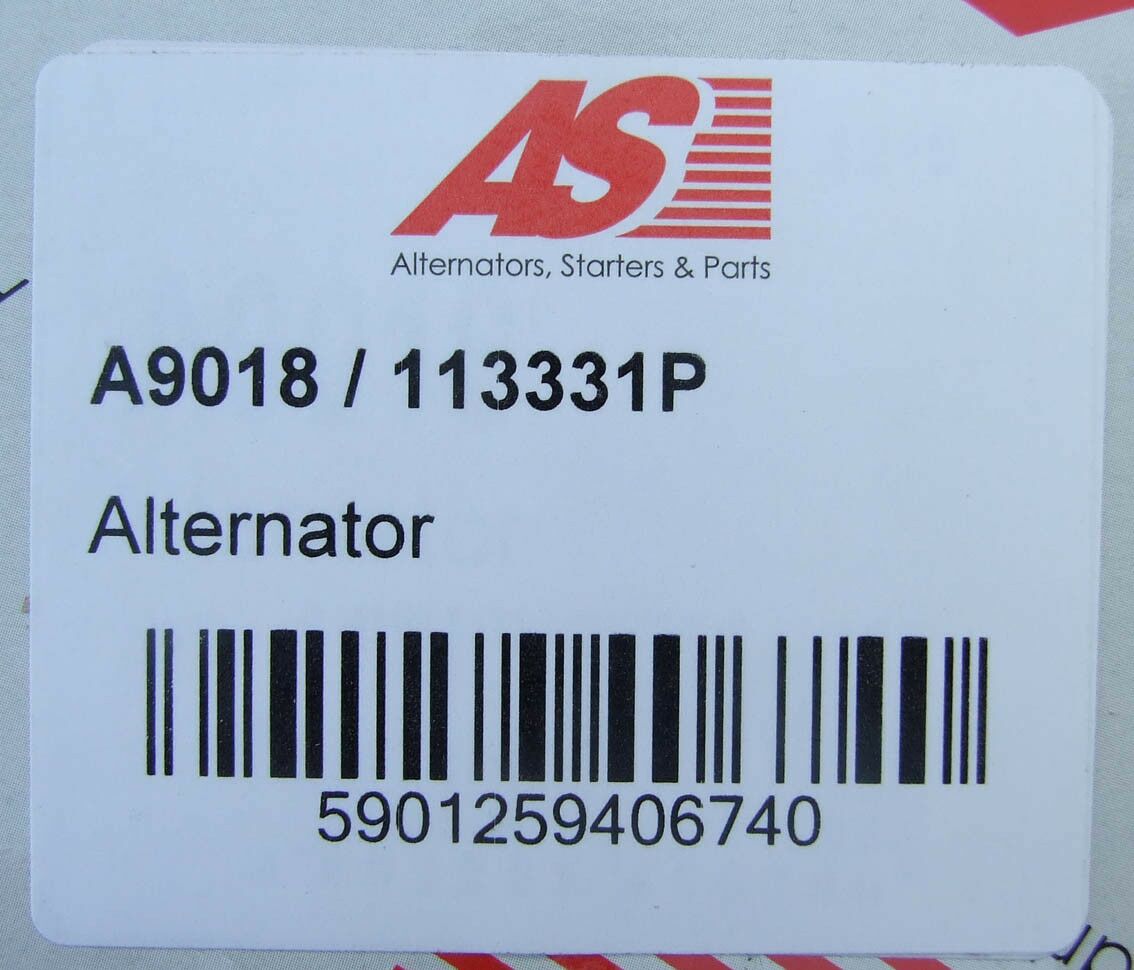 AS
Alternators, Starters & Parts
A9018 / 113331P
Alternator
5901259406740